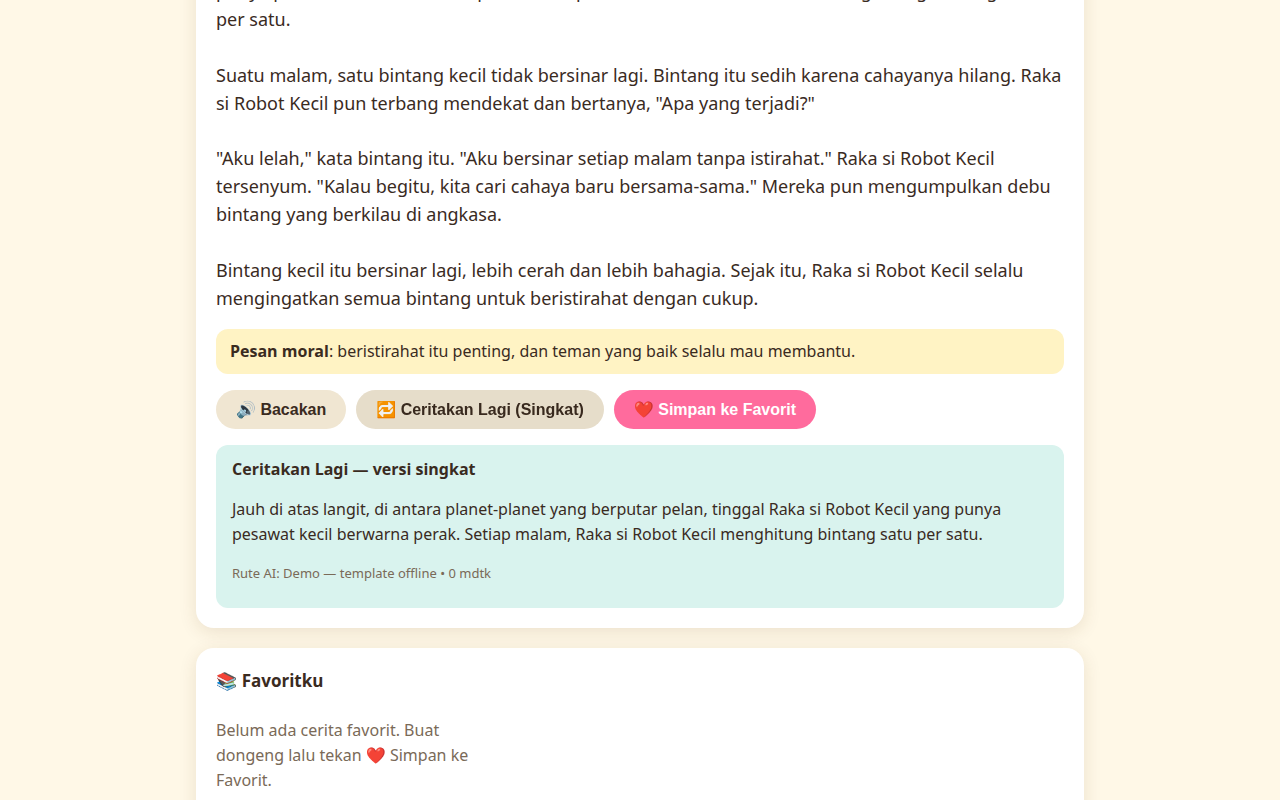 per satu.
Suatu malam, satu bintang kecil tidak bersinar lagi. Bintang itu sedih karena cahayanya hilang. Raka
si Robot Kecil pun terbang mendekat dan bertanya, "Apa yang terjadi?"
"Aku lelah," kata bintang itu. "Aku bersinar setiap malam tanpa istirahat." Raka si Robot Kecil
tersenyum. "Kalau begitu, kita cari cahaya baru bersama-sama." Mereka pun mengumpulkan debu
bintang yang berkilau di angkasa.
Bintang kecil itu bersinar lagi, lebih cerah dan lebih bahagia. Sejak itu, Raka si Robot Kecil selalu
mengingatkan semua bintang untuk beristirahat dengan cukup.
Pesan moral: beristirahat itu penting, dan teman yang baik selalu mau membantu.
🔊 Bacakan
🔁 Ceritakan Lagi (Singkat)
❤️ Simpan ke Favorit
Ceritakan Lagi — versi singkat
Jauh di atas langit, di antara planet-planet yang berputar pelan, tinggal Raka si Robot Kecil yang punya
pesawat kecil berwarna perak. Setiap malam, Raka si Robot Kecil menghitung bintang satu per satu.
Rute AI: Demo — template offline • 0 mdtk
📚 Favoritku
Belum ada cerita favorit. Buat
dongeng lalu tekan ❤️ Simpan ke
Favorit.